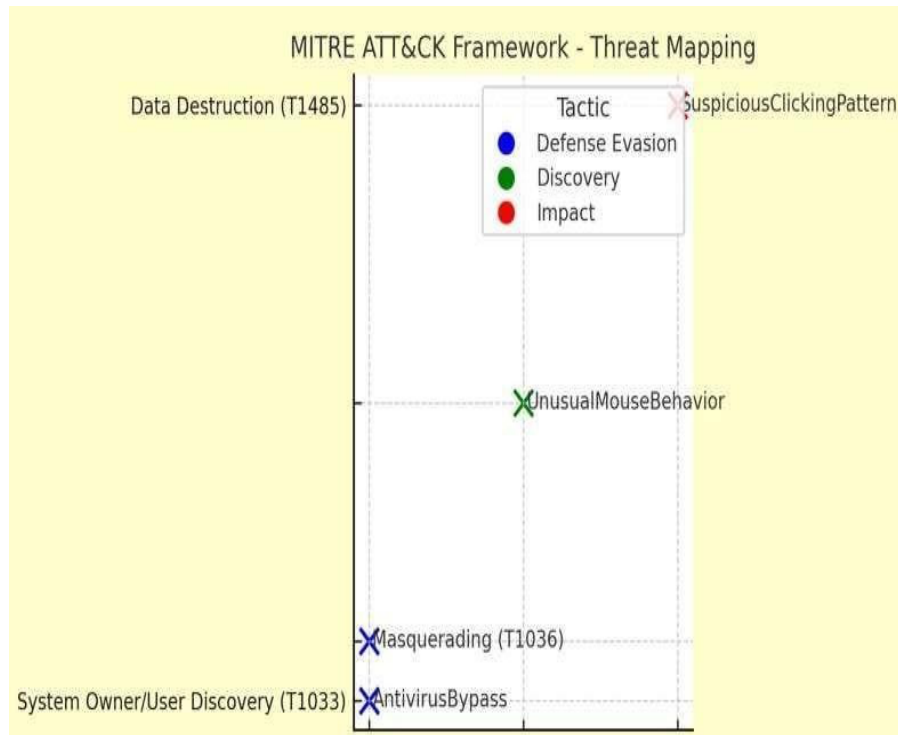 MITRE ATT&CK Framework - Threat Mapping
Data Destruction (T1485)
SuspiciousClickingPattern
Tactic
Defense Evasion
Discovery
Impact
UnusualMouseBehavior
Masquerading (T1036)
System Owner/User Discovery (T1033)
AntivirusBypass